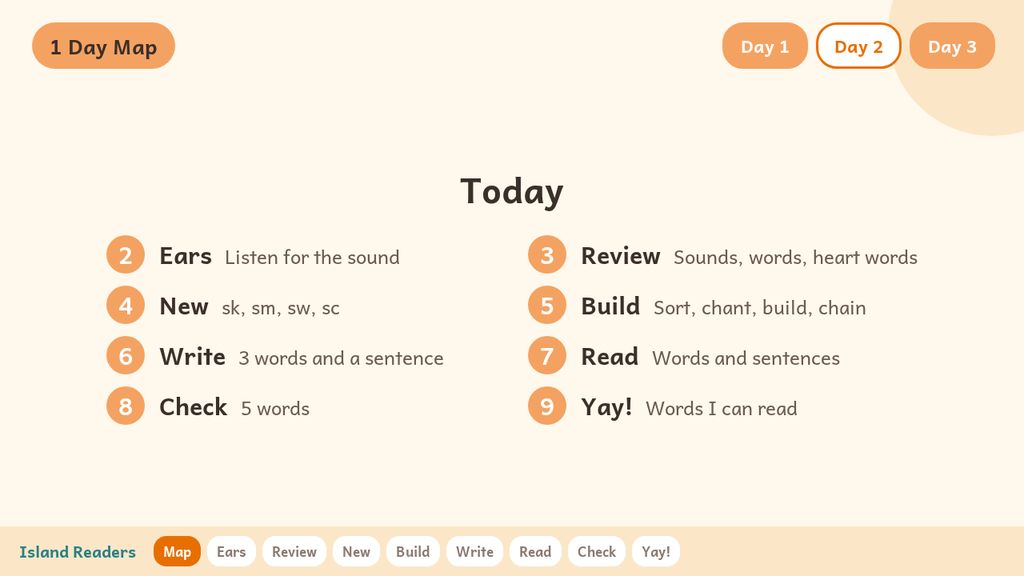 1 Day Map
Day 1 Day 2 Day 3
Today
2 Ears Listen for the sound
3 Review Sounds, words, heart words
4 New sk, sm, sw, sc
5 Build Sort, chant, build, chain
6 Write 3 words and a sentence
7 Read Words and sentences
8 Check 5 words
9 Yay! Words I can read
Island Readers Map Ears Review New Build Write Read Check Yay!